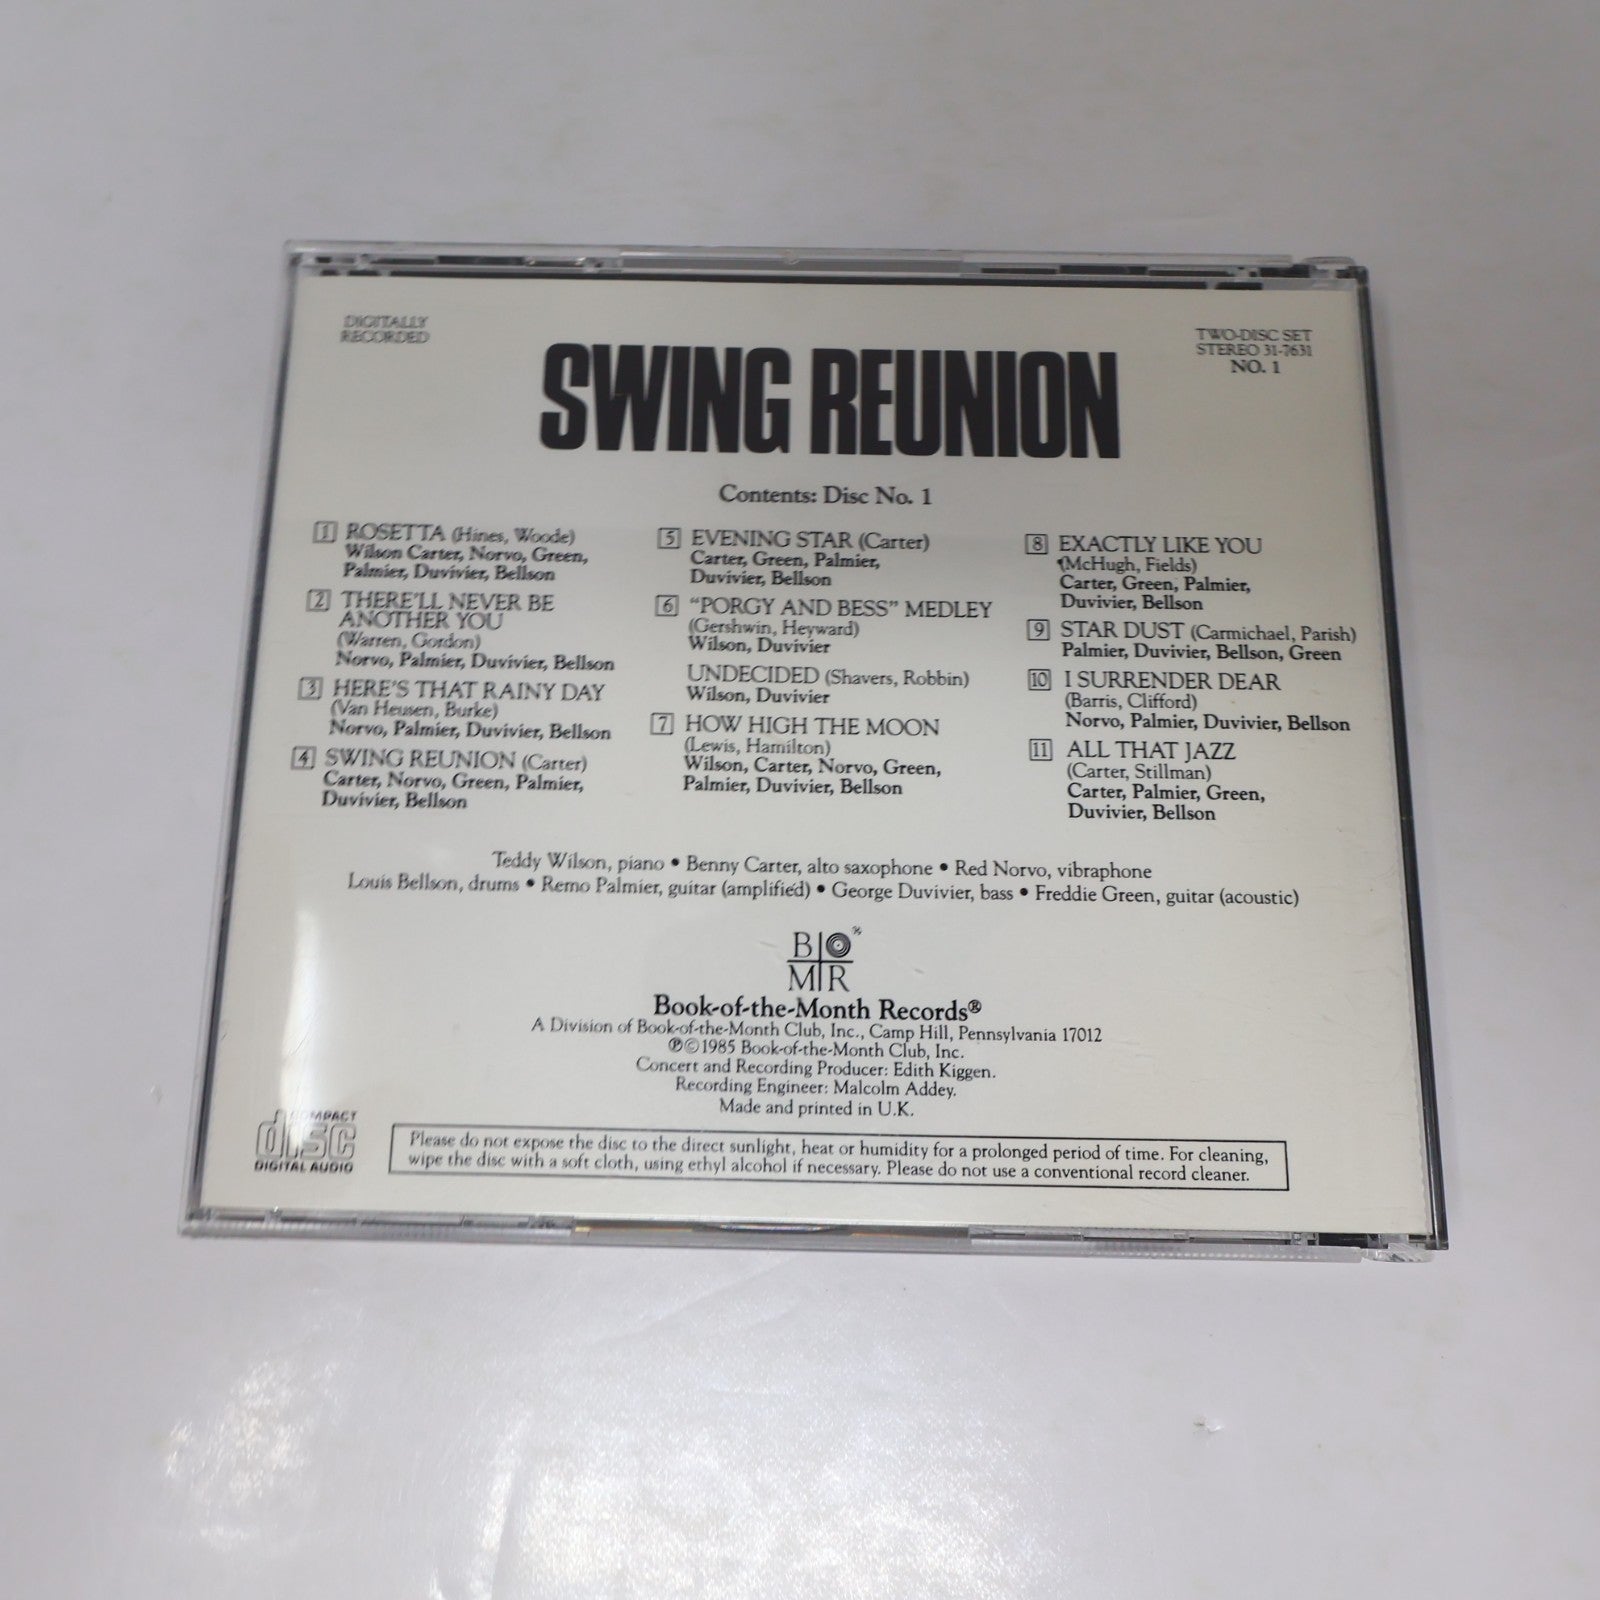 DIGITALLY
RECORDED
TWO-DISC SET
STEREO 31-7631
NO. 1
SWING REUNION
Contents: Disc No. 1
1 ROSETTA (Hines, Woode)
Wilson Carter, Norvo, Green,
Palmier, Duvivier, Bellson
2 THERE'LL NEVER BE
ANOTHER YOU
(Warren, Gordon)
Norvo, Palmier, Duvivier, Bellson
3 HERE'S THAT RAINY DAY
(Van Heusen, Burke)
Norvo, Palmier, Duvivier, Bellson
4 SWING REUNION (Carter)
Carter, Norvo, Green, Palmier,
Duvivier, Bellson
5 EVENING STAR (Carter)
Carter, Green, Palmier,
Duvivier, Bellson
6 "PORGY AND BESS" MEDLEY
(Gershwin, Heyward)
Wilson, Duvivier
UNDECIDED (Shavers, Robbin)
Wilson, Duvivier
7 HOW HIGH THE MOON
(Lewis, Hamilton)
Wilson, Carter, Norvo, Green,
Palmier, Duvivier, Bellson
8 EXACTLY LIKE YOU
(McHugh, Fields)
Carter, Green, Palmier,
Duvivier, Bellson
9 STAR DUST (Carmichael, Parish)
Palmier, Duvivier, Bellson, Green
10 I SURRENDER DEAR
(Barris, Clifford)
Norvo, Palmier, Duvivier, Bellson
11 ALL THAT JAZZ
(Carter, Stillman)
Carter, Palmier, Green,
Duvivier, Bellson
Teddy Wilson, piano • Benny Carter, alto saxophone • Red Norvo, vibraphone
Louis Bellson, drums • Remo Palmier, guitar (amplified) • George Duvivier, bass • Freddie Green, guitar (acoustic)
BO
MR
Book-of-the-Month Records®
A Division of Book-of-the-Month Club, Inc., Camp Hill, Pennsylvania 17012
℗©1985 Book-of-the-Month Club, Inc.
Concert and Recording Producer: Edith Kiggen.
Recording Engineer: Malcolm Addey.
Made and printed in U.K.
COMPACT
disc
DIGITAL AUDIO
Please do not expose the disc to the direct sunlight, heat or humidity for a prolonged period of time. For cleaning,
wipe the disc with a soft cloth, using ethyl alcohol if necessary. Please do not use a conventional record cleaner.